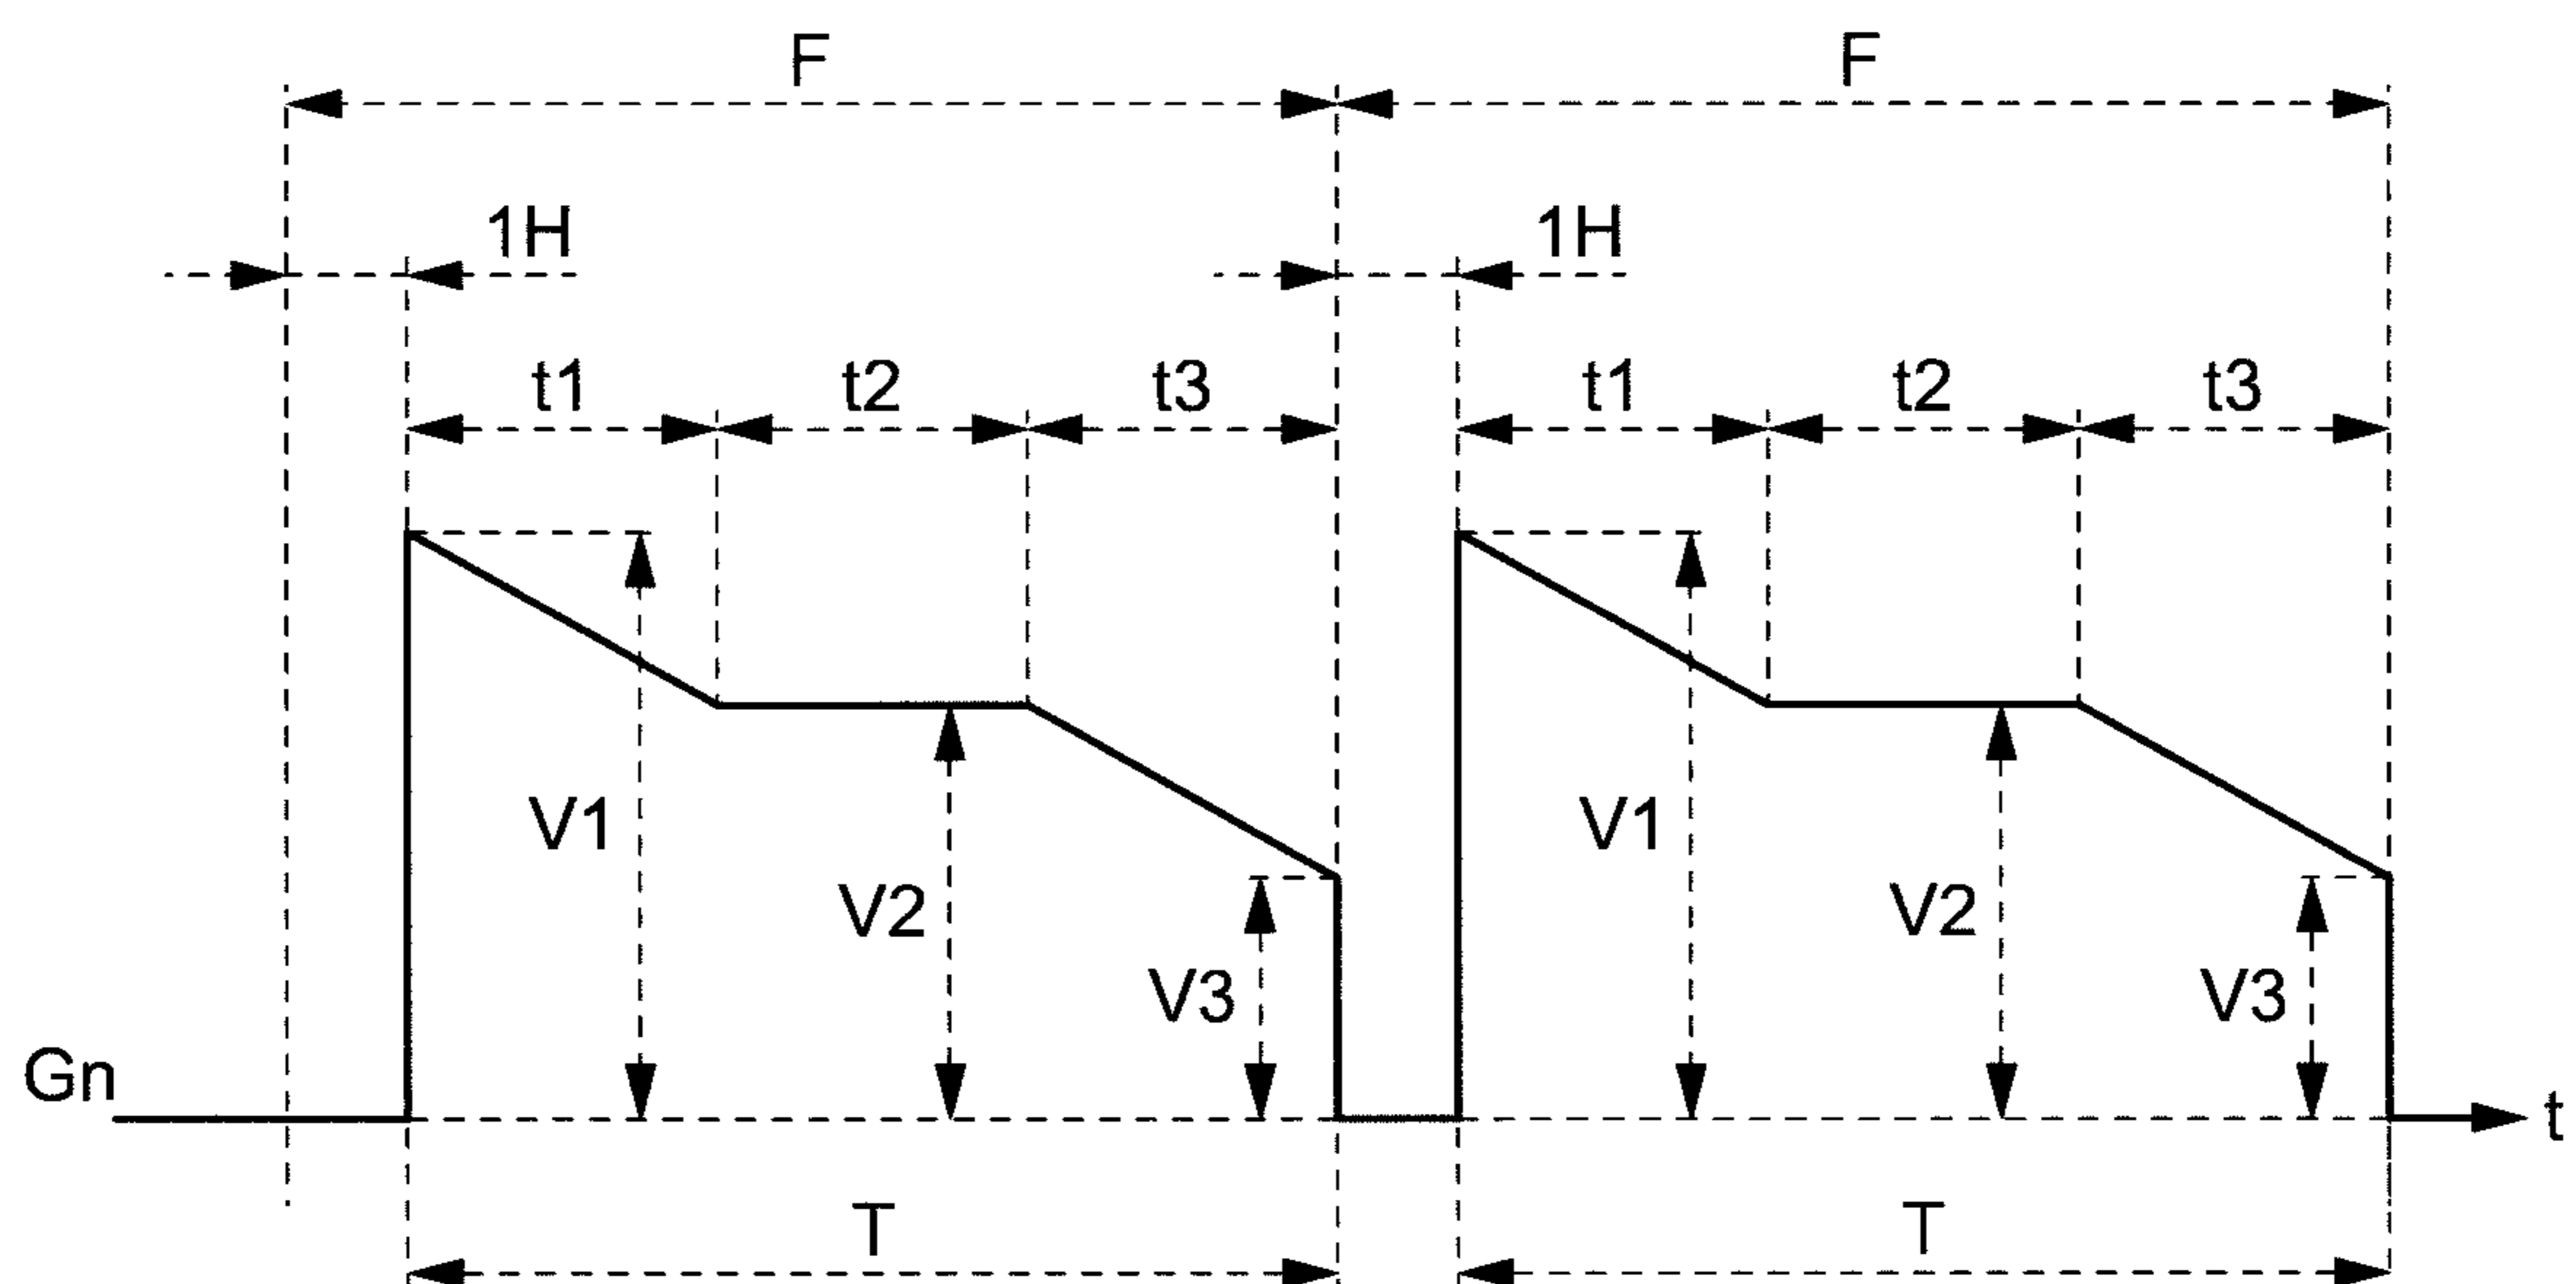 F F
1H 1H
t1 t2 t3 t1 t2 t3
V1 V1
V2 V2
V3 V3
Gn t
T T